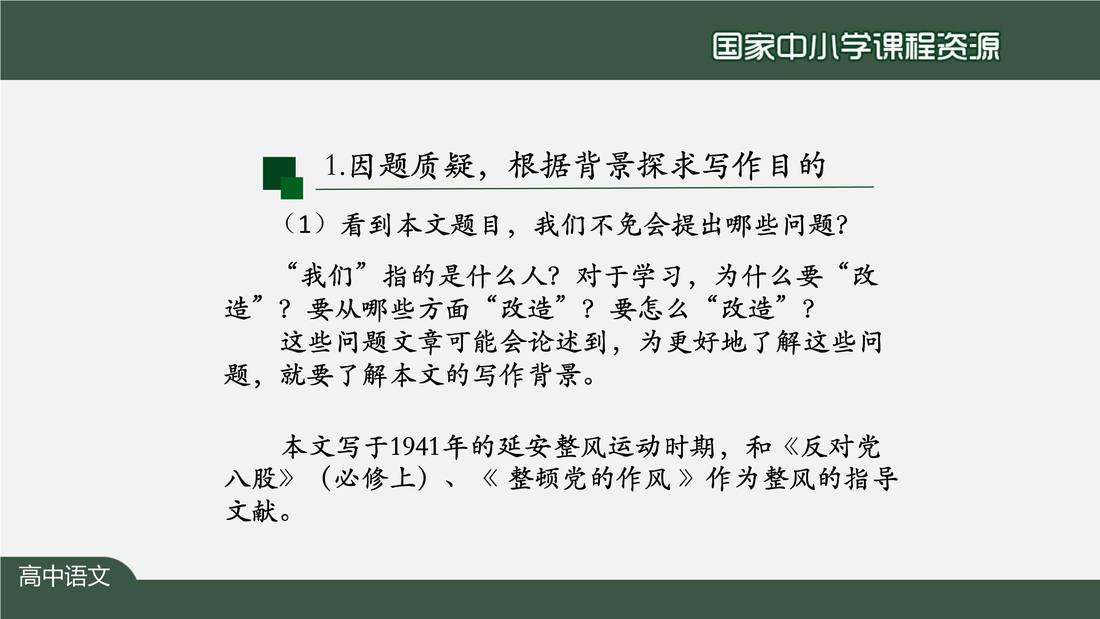 国家中小学课程资源
1.因题质疑，根据背景探求写作目的
（1）看到本文题目，我们不免会提出哪些问题？
“我们”指的是什么人？对于学习，为什么要“改
造”？要从哪些方面“改造”？要怎么“改造”？
这些问题文章可能会论述到，为更好地了解这些问
题，就要了解本文的写作背景。
本文写于1941年的延安整风运动时期，和《反对党
八股》（必修上）、《 整顿党的作风 》作为整风的指导
文献。
高中语文